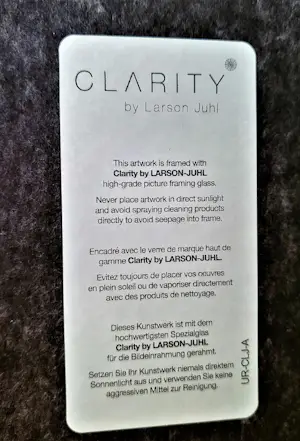 CLARITY
by Larson Juhl
This artwork is framed with
Clarity by LARSON-JUHL
high-grade picture framing glass.
Never place artwork in direct sunlight
and avoid spraying cleaning products
directly to avoid seepage into frame.
Encadré avec le verre de marque haut de
gamme Clarity by LARSON-JUHL.
Evitez toujours de placer vos oeuvres
en plein soleil ou de vaporiser directement
avec des produits de nettoyage.
Dieses Kunstwerk ist mit dem
hochwertigsten Spezialglas
Clarity by LARSON-JUHL
für die Bildeinrahmung gerahmt.
Setzen Sie Ihr Kunstwerk niemals direktem
Sonnenlicht aus und verwenden Sie keine
aggressiven Mittel zur Reinigung.
UR-CLJ-A